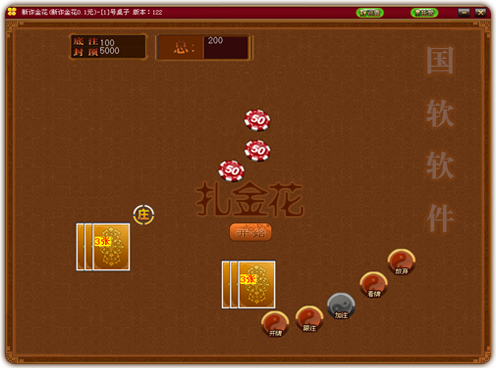 新诈金花(新诈金花0.1元)-[1]号桌子 版本:122
底注 100
封顶 5000
总:
200
国软软件
50
50
50
扎金花
开始
庄
3张
3张
放弃
看牌
加注
跟注
开牌